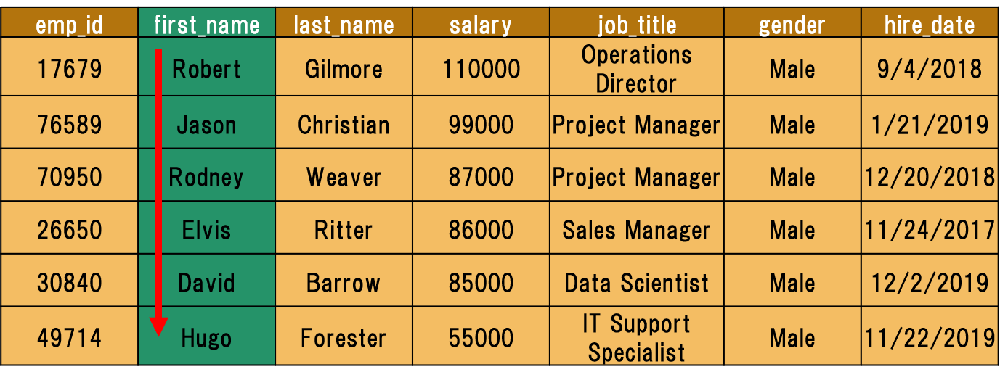 emp_id first_name last_name salary job_title gender hire_date
17679 Robert Gilmore 110000 Operations Director Male 9/4/2018
76589 Jason Christian 99000 Project Manager Male 1/21/2019
70950 Rodney Weaver 87000 Project Manager Male 12/20/2018
26650 Elvis Ritter 86000 Sales Manager Male 11/24/2017
30840 David Barrow 85000 Data Scientist Male 12/2/2019
49714 Hugo Forester 55000 IT Support Specialist Male 11/22/2019